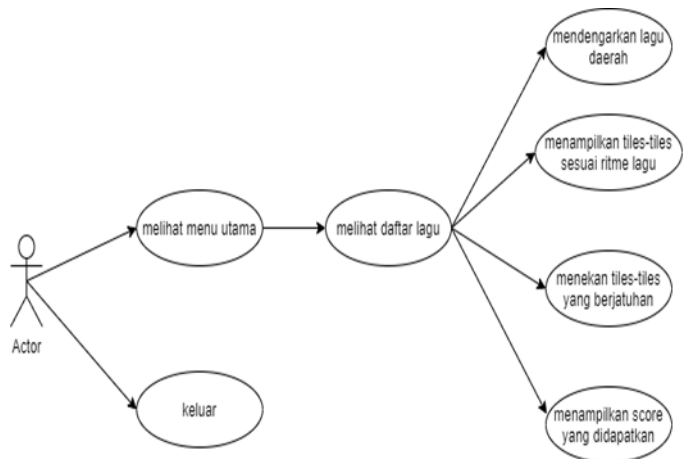 mendengarkan lagu
daerah
menampilkan tiles-tiles
sesuai ritme lagu
melihat menu utama
melihat daftar lagu
menekan tiles-tiles
yang berjatuhan
Actor
keluar
menampilkan score
yang didapatkan